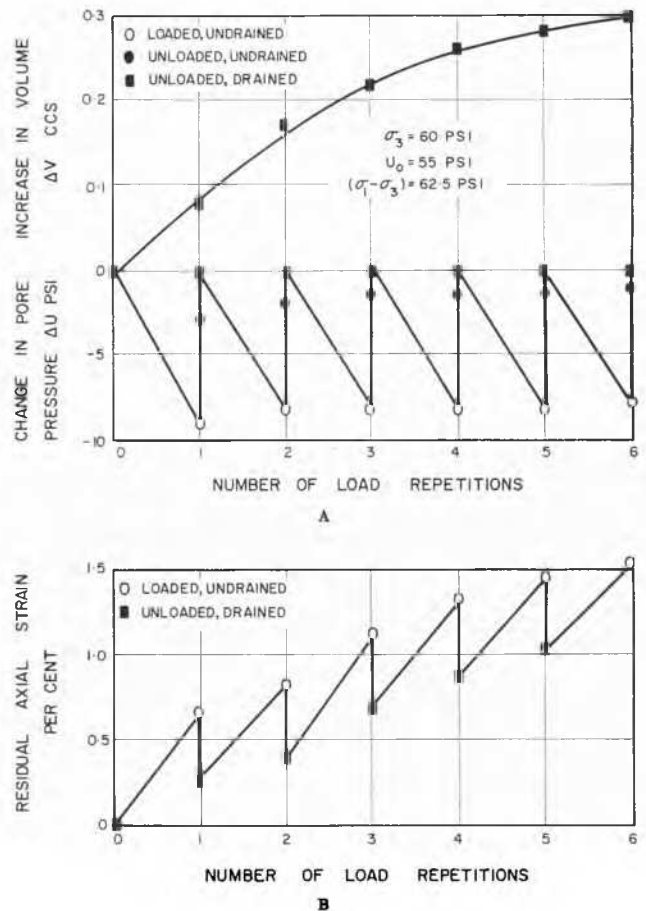 0·3
0·2
0·1
0
-5
-10
INCREASE IN VOLUME
ΔV CCS
CHANGE IN PORE
PRESSURE ΔU PSI
O LOADED, UNDRAINED
● UNLOADED, UNDRAINED
■ UNLOADED, DRAINED
σ3 = 60 PSI
U0 = 55 PSI
(σ1-σ3) = 62·5 PSI
0 1 2 3 4 5 6
NUMBER OF LOAD REPETITIONS
A
1·5
1·0
0·5
·0
RESIDUAL AXIAL STRAIN
PER CENT
O LOADED, UNDRAINED
■ UNLOADED, DRAINED
0 1 2 3 4 5 6
NUMBER OF LOAD REPETITIONS
B